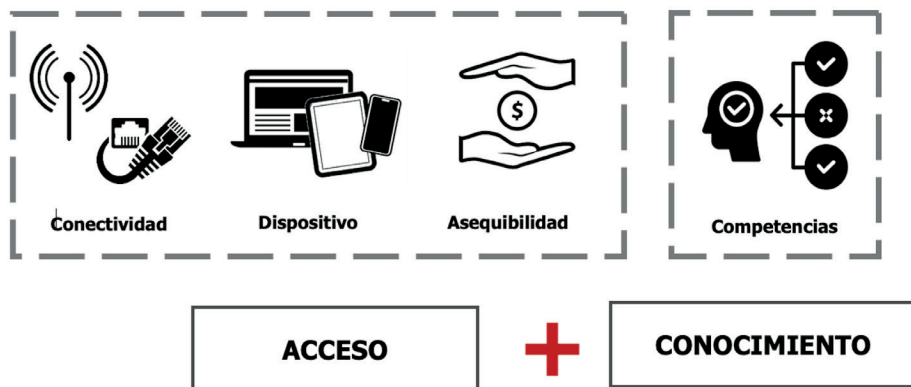 $
Conectividad
Dispositivo
Asequibilidad
Competencias
ACCESO
CONOCIMIENTO